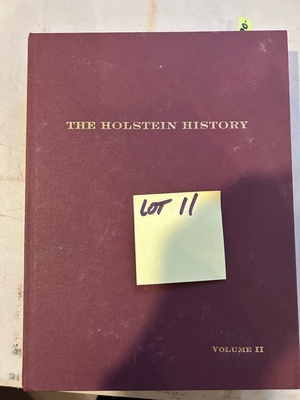 THE HOLSTEIN HISTORY
LOT 11
VOLUME II